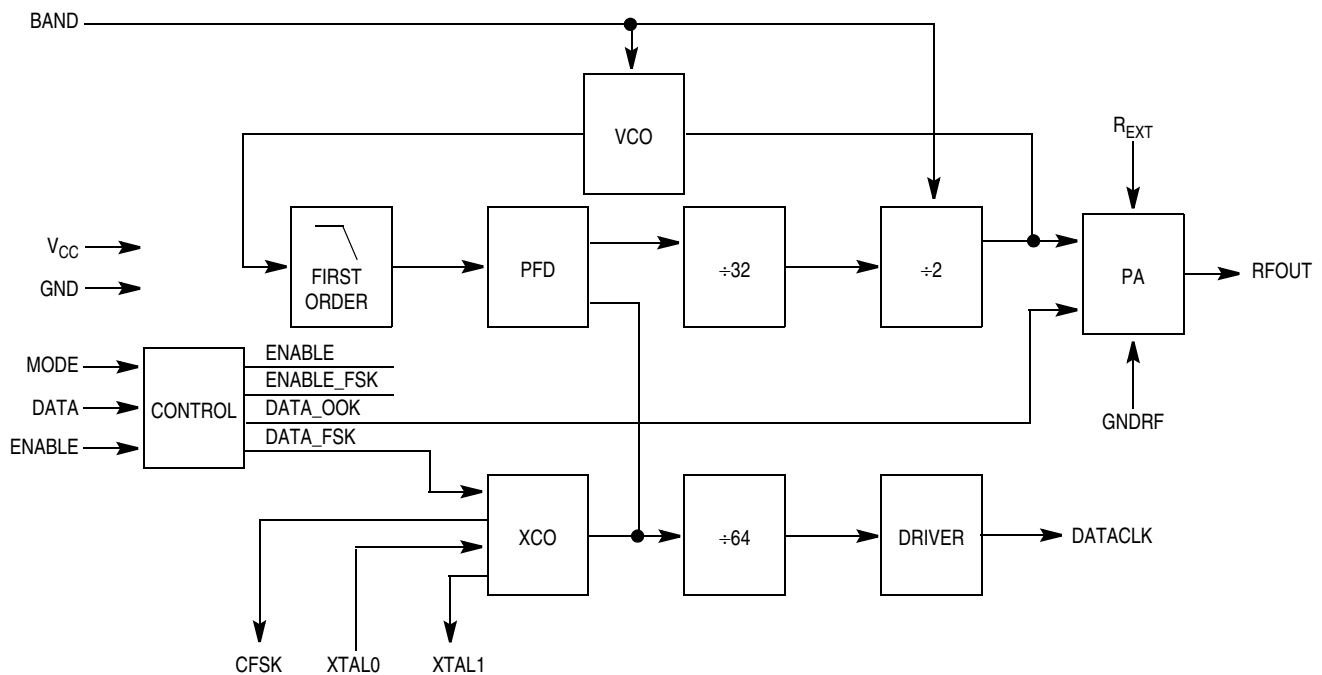 BAND
VCO
R_EXT
V_CC
GND
FIRST
ORDER
PFD
÷32
÷2
PA
RFOUT
MODE
DATA
ENABLE
CONTROL
ENABLE
ENABLE_FSK
DATA_OOK
DATA_FSK
GNDRF
XCO
÷64
DRIVER
DATACLK
CFSK
XTAL0
XTAL1